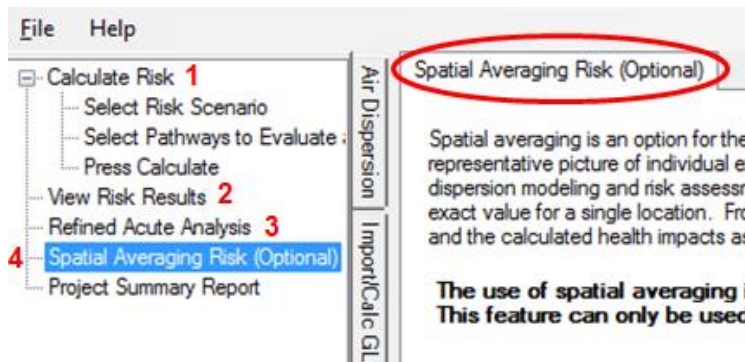 File Help
Calculate Risk 1
Select Risk Scenario
Select Pathways to Evaluate
Press Calculate
View Risk Results 2
Refined Acute Analysis 3
4 Spatial Averaging Risk (Optional)
Project Summary Report
Air Dispersion
Import/Calc GL
Spatial Averaging Risk (Optional)
Spatial averaging is an option for the
representative picture of individual
dispersion modeling and risk
exact value for a single location.
and the calculated health impacts
The use of spatial averaging
This feature can only be used